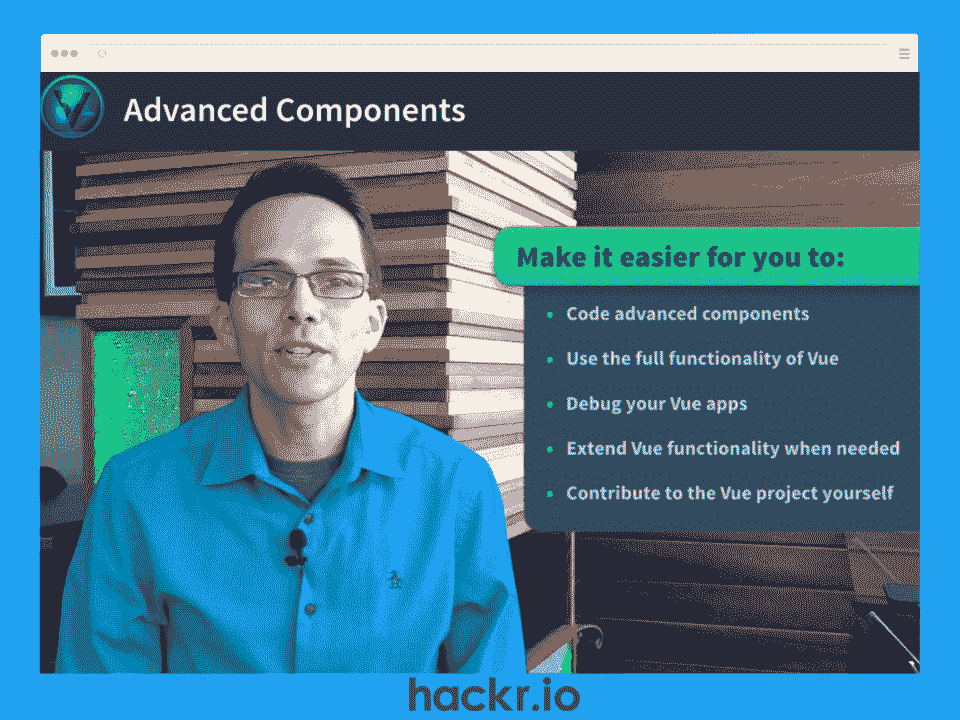 Advanced Components
Make it easier for you to:
Code advanced components
Use the full functionality of Vue
Debug your Vue apps
Extend Vue functionality when needed
Contribute to the Vue project yourself
hackr.io